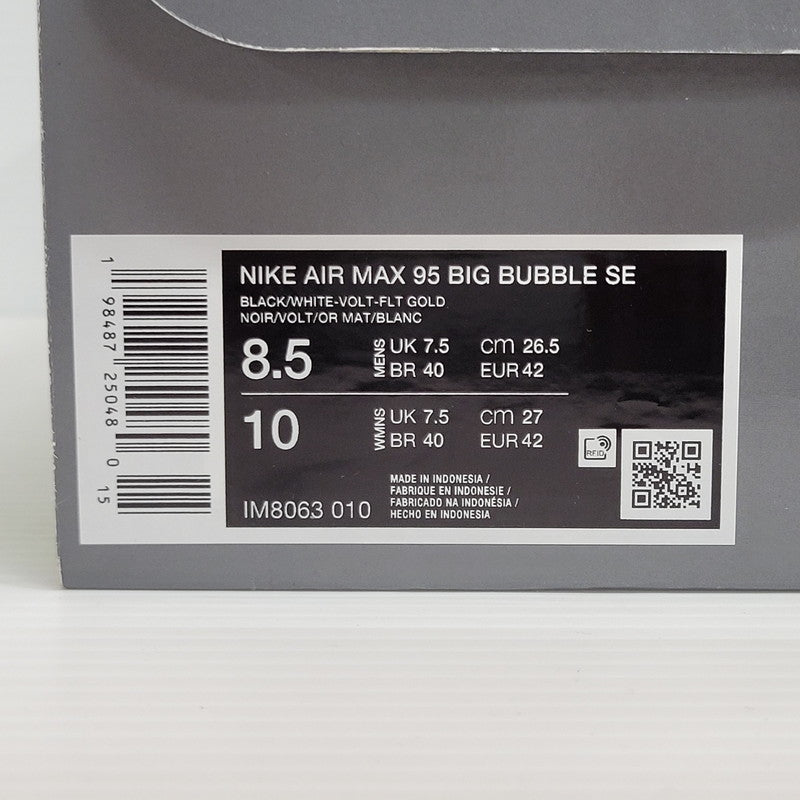 1 98487 25048 0 15
NIKE AIR MAX 95 BIG BUBBLE SE
BLACK/WHITE-VOLT-FLT GOLD
NOIR/VOLT/OR MAT/BLANC
8.5 MENS UK 7.5 cm 26.5
BR 40 EUR 42
10 WMNS UK 7.5 cm 27
BR 40 EUR 42
RFID
IM8063 010
MADE IN INDONESIA /
FABRIQUE EN INDONESIE /
FABRICADO NA INDONÉSIA /
HECHO EN INDONESIA